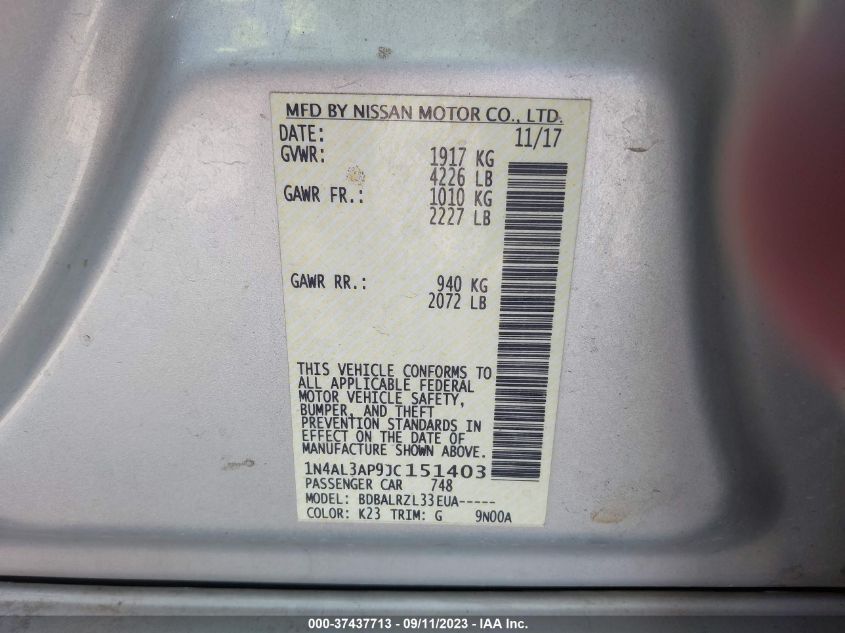 MFD BY NISSAN MOTOR CO., LTD.
DATE: 11/17
GVWR: 1917 KG
4226 LB
GAWR FR.: 1010 KG
2227 LB
GAWR RR.: 940 KG
2072 LB
THIS VEHICLE CONFORMS TO
ALL APPLICABLE FEDERAL
MOTOR VEHICLE SAFETY,
BUMPER, AND THEFT
PREVENTION STANDARDS IN
EFFECT ON THE DATE OF
MANUFACTURE SHOWN ABOVE.
1N4AL3AP9JC151403
PASSENGER CAR 748
MODEL: BDBALRZL33EUA-----
COLOR: K23 TRIM: G 9N00A
000-37437713 - 09/11/2023 - IAA Inc.